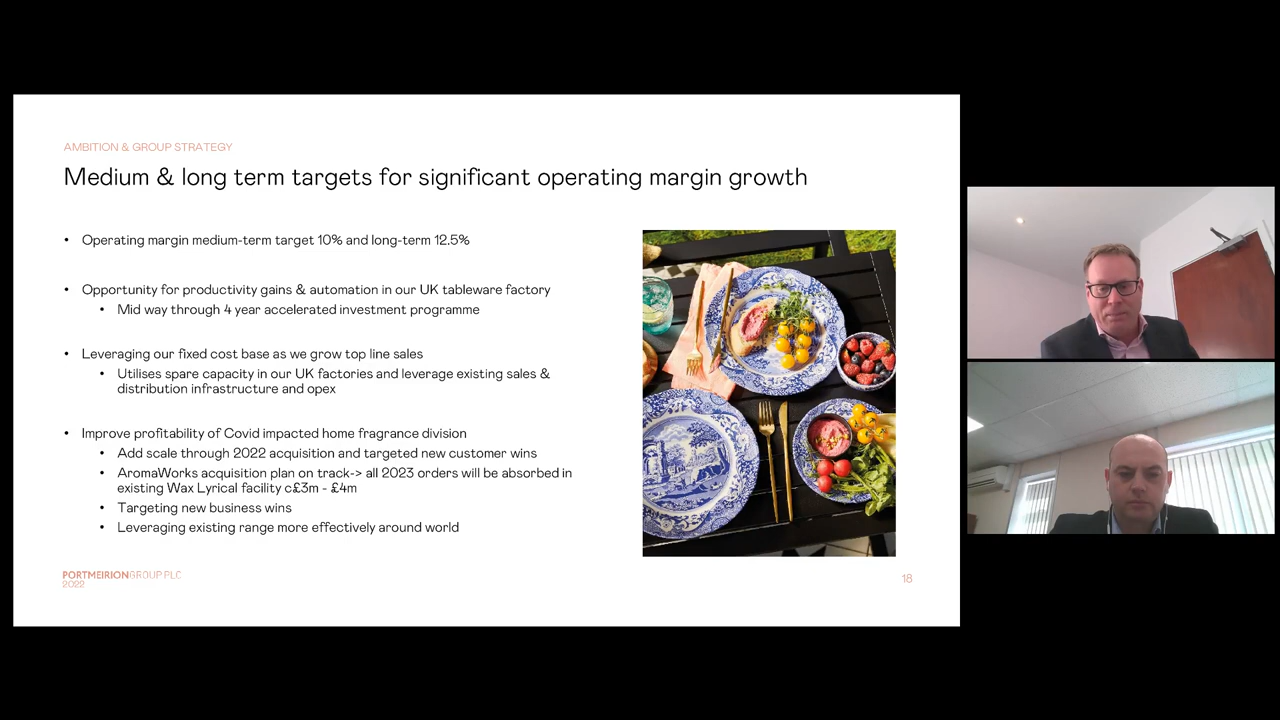 AMBITION & GROUP STRATEGY
Medium & long term targets for significant operating margin growth
• Operating margin medium-term target 10% and long-term 12.5%
• Opportunity for productivity gains & automation in our UK tableware factory
• Mid way through 4 year accelerated investment programme
• Leveraging our fixed cost base as we grow top line sales
• Utilises spare capacity in our UK factories and leverage existing sales &
distribution infrastructure and opex
• Improve profitability of Covid impacted home fragrance division
• Add scale through 2022 acquisition and targeted new customer wins
• AromaWorks acquisition plan on track-> all 2023 orders will be absorbed in
existing Wax Lyrical facility c£3m - £4m
• Targeting new business wins
• Leveraging existing range more effectively around world
PORTMEIRIONGROUP PLC
2022
18